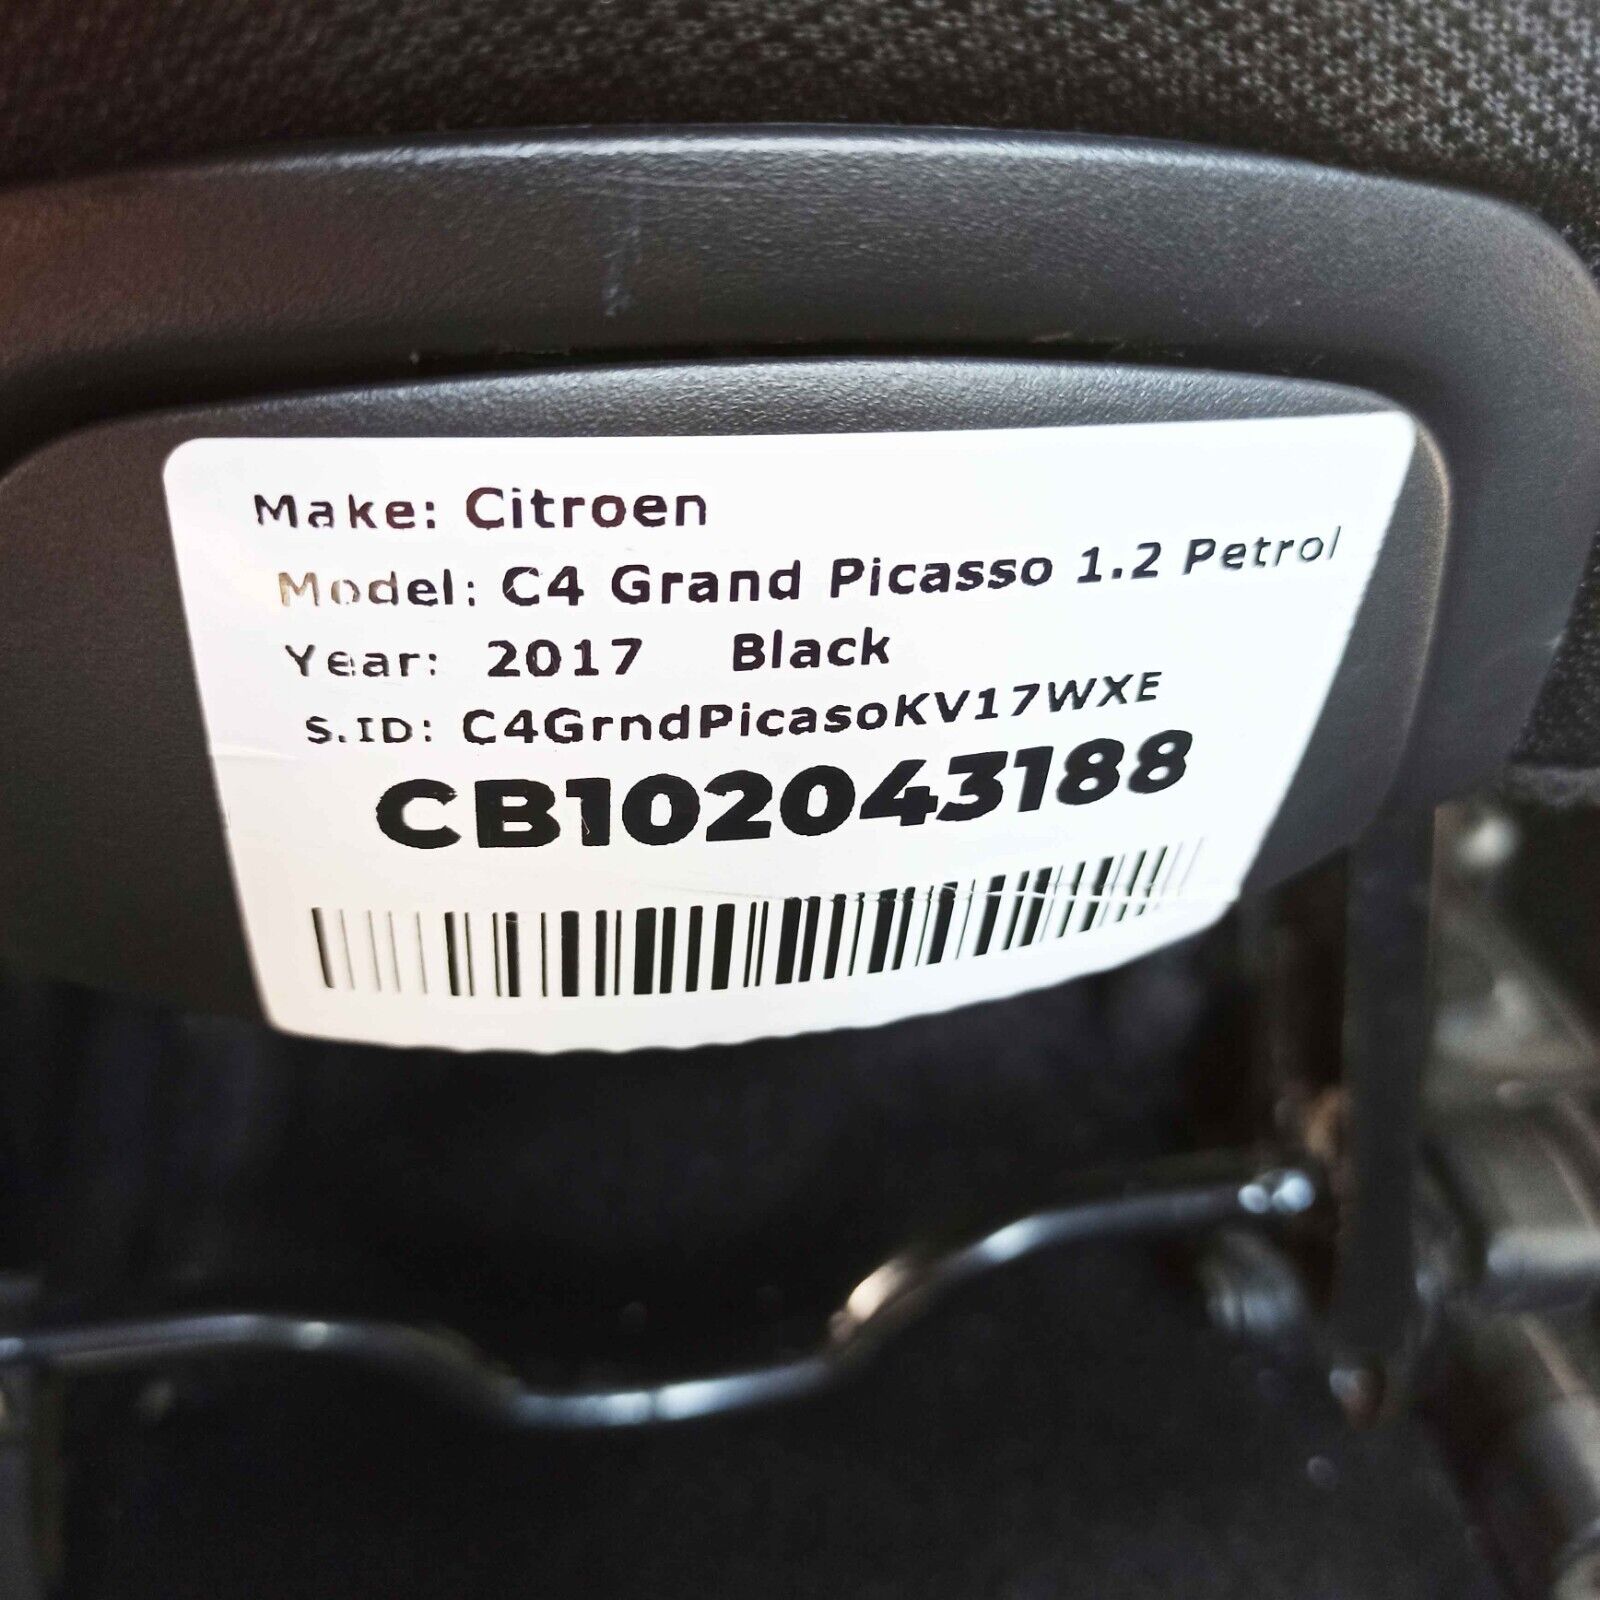 Make: Citroen
Model: C4 Grand Picasso 1.2 Petrol
Year: 2017 Black
S.ID: C4GrndPicasoKV17WXE
CB102043188